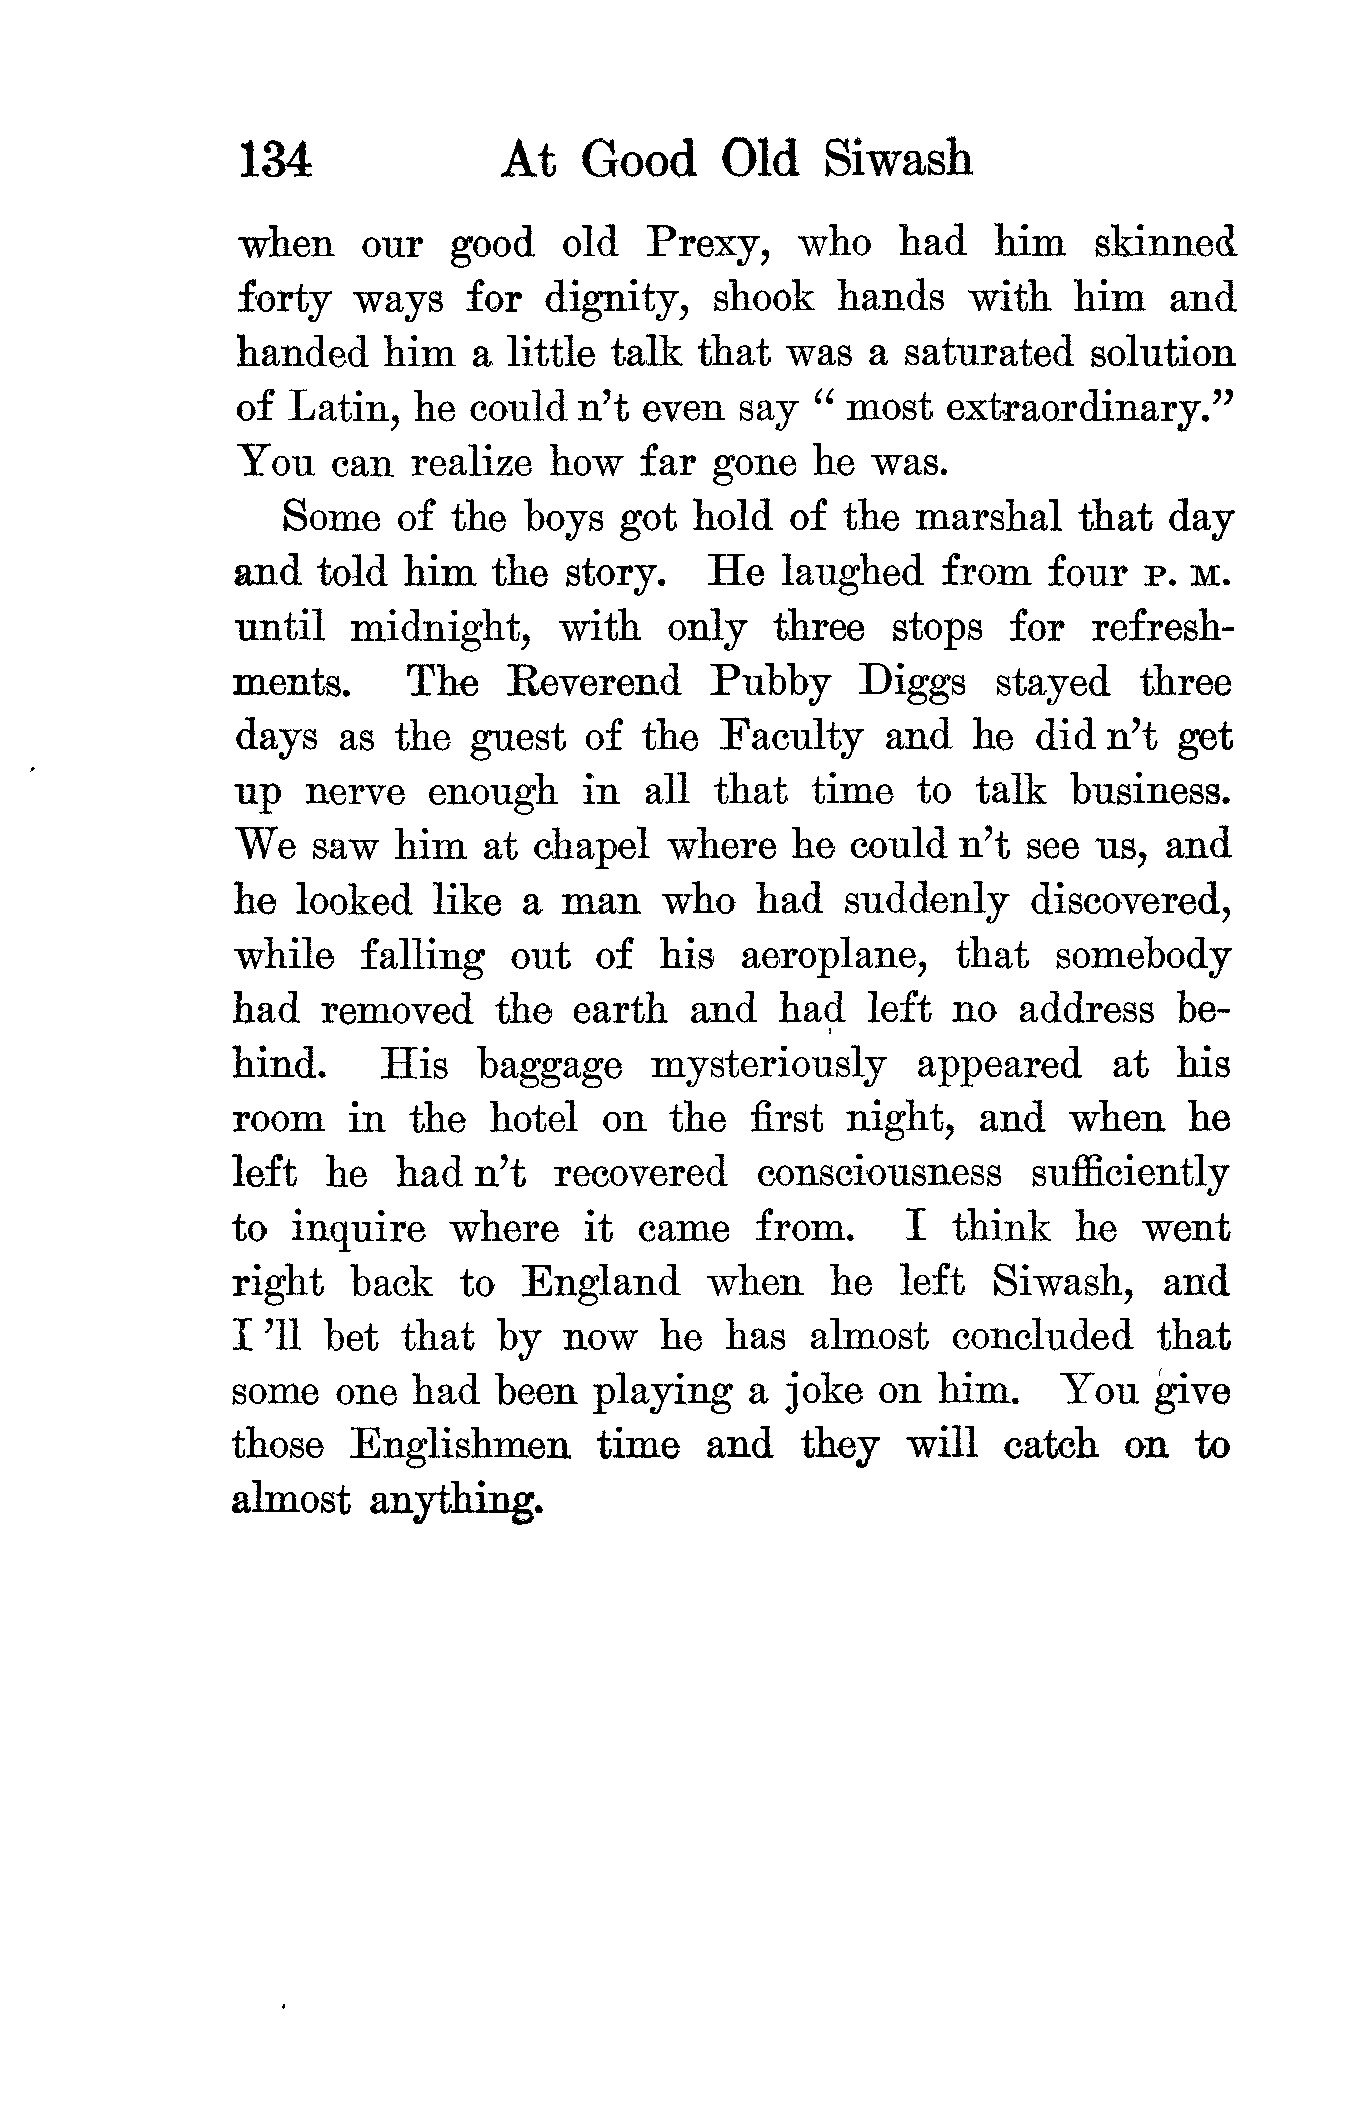 134 At Good Old Siwash
when our good old Prexy, who had him skinned
forty ways for dignity, shook hands with him and
handed him a little talk that was a saturated solution
of Latin, he could n't even say “ most extraordinary.”
You can realize how far gone he was.
Some of the boys got hold of the marshal that day
and told him the story. He laughed from four P. M.
until midnight, with only three stops for refresh-
ments. The Reverend Pubby Diggs stayed three
days as the guest of the Faculty and he did n't get
up nerve enough in all that time to talk business.
We saw him at chapel where he could n't see us, and
he looked like a man who had suddenly discovered,
while falling out of his aeroplane, that somebody
had removed the earth and had left no address be-
hind. His baggage mysteriously appeared at his
room in the hotel on the first night, and when he
left he had n't recovered consciousness sufficiently
to inquire where it came from. I think he went
right back to England when he left Siwash, and
I 'll bet that by now he has almost concluded that
some one had been playing a joke on him. You give
those Englishmen time and they will catch on to
almost anything.